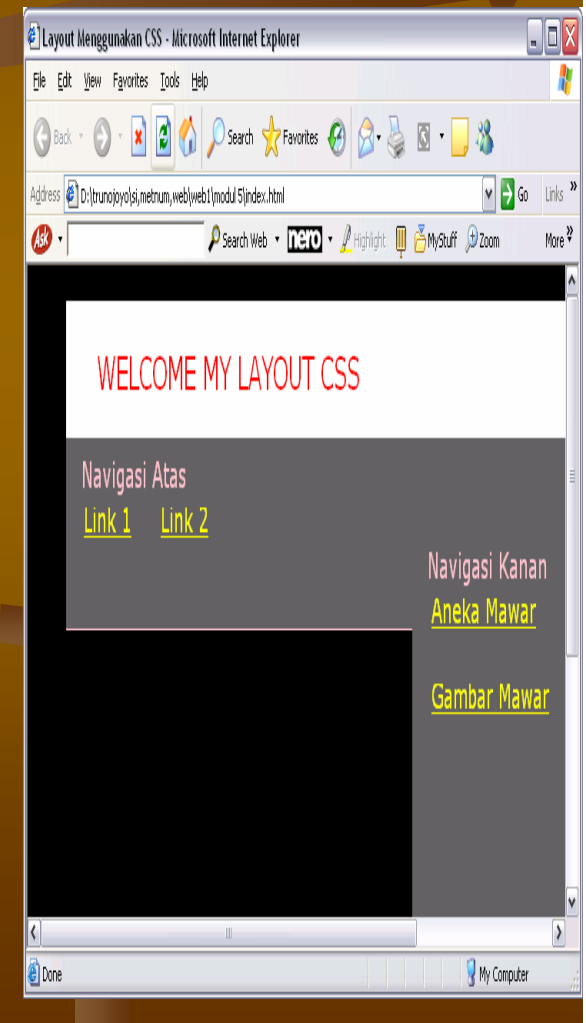 Layout Menggunakan CSS - Microsoft Internet Explorer
File Edit View Favorites Tools Help
Back Search Favorites
Address D:\trunojoyo\si,metnum,web\web1\modul 5\index.html Go Links »
Ask Search Web nero Highlight MyStuff Zoom More »
WELCOME MY LAYOUT CSS
Navigasi Atas
Link 1 Link 2
Navigasi Kanan
Aneka Mawar
Gambar Mawar
Done My Computer